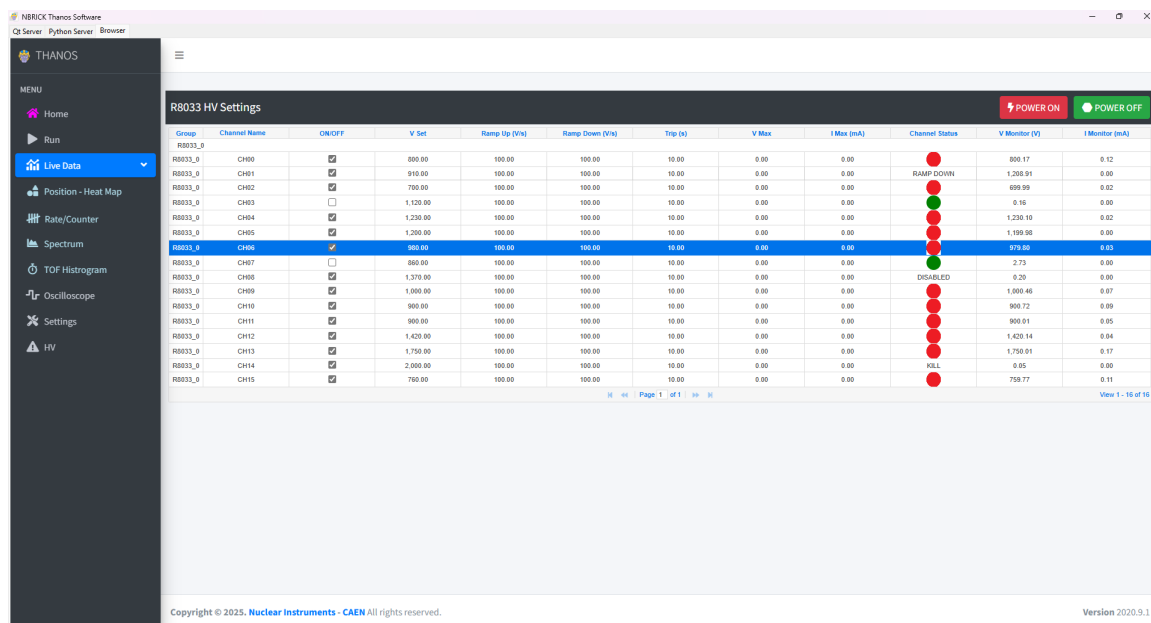 NBRICK Thanos Software
Qt Server Python Server Browser
THANOS
MENU
Home
Run
Live Data
Position - Heat Map
Rate/Counter
Spectrum
TOF Histrogram
Oscilloscope
Settings
HV
R8033 HV Settings
POWER ON POWER OFF
Group Channel Name ON/OFF V Set Ramp Up (V/s) Ramp Down (V/s) Trip (s) V Max I Max (mA) Channel Status V Monitor (V) I Monitor (mA)
R8033_0
R8033_0 CH00 800.00 100.00 100.00 10.00 0.00 0.00 800.17 0.12
R8033_0 CH01 910.00 100.00 100.00 10.00 0.00 0.00 RAMP DOWN 1,208.91 0.00
R8033_0 CH02 700.00 100.00 100.00 10.00 0.00 0.00 699.99 0.02
R8033_0 CH03 1,120.00 100.00 100.00 10.00 0.00 0.00 0.16 0.00
R8033_0 CH04 1,230.00 100.00 100.00 10.00 0.00 0.00 1,230.10 0.02
R8033_0 CH05 1,200.00 100.00 100.00 10.00 0.00 0.00 1,199.98 0.00
R8033_0 CH06 980.00 100.00 100.00 10.00 0.00 0.00 979.80 0.03
R8033_0 CH07 860.00 100.00 100.00 10.00 0.00 0.00 2.73 0.00
R8033_0 CH08 1,370.00 100.00 100.00 10.00 0.00 0.00 DISABLED 0.20 0.00
R8033_0 CH09 1,000.00 100.00 100.00 10.00 0.00 0.00 1,000.46 0.07
R8033_0 CH10 900.00 100.00 100.00 10.00 0.00 0.00 900.72 0.09
R8033_0 CH11 900.00 100.00 100.00 10.00 0.00 0.00 900.01 0.05
R8033_0 CH12 1,420.00 100.00 100.00 10.00 0.00 0.00 1,420.14 0.04
R8033_0 CH13 1,750.00 100.00 100.00 10.00 0.00 0.00 1,750.01 0.17
R8033_0 CH14 2,000.00 100.00 100.00 10.00 0.00 0.00 KILL 0.05 0.00
R8033_0 CH15 760.00 100.00 100.00 10.00 0.00 0.00 759.77 0.11
Page 1 of 1 View 1 - 16 of 16
Copyright © 2025. Nuclear Instruments - CAEN All rights reserved. Version 2020.9.1